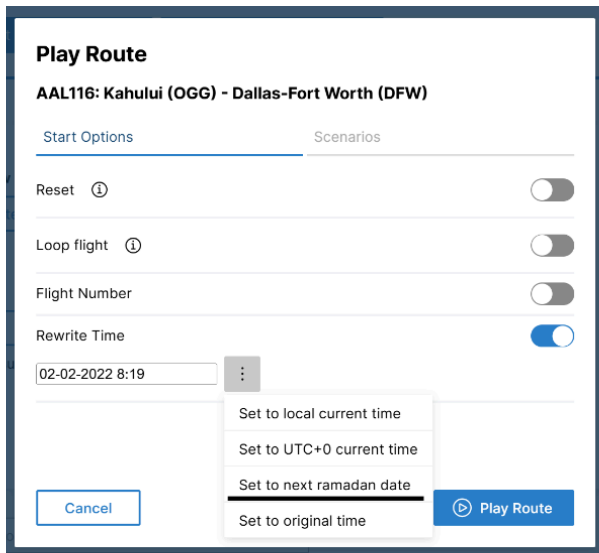 Play Route
AAL116: Kahului (OGG) - Dallas-Fort Worth (DFW)
Start Options
Scenarios
Reset
Loop flight
Flight Number
Rewrite Time
02-02-2022 8:19
Set to local current time
Set to UTC+0 current time
Set to next ramadan date
Set to original time
Cancel
Play Route